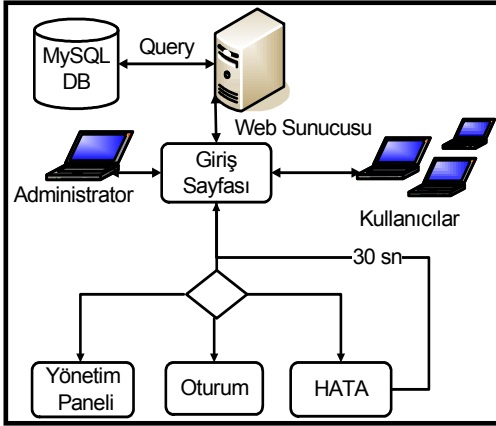 MySQL
DB
Query
Web Sunucusu
Giriş
Sayfası
Administrator
Kullanıcılar
30 sn
Yönetim
Paneli
Oturum
HATA